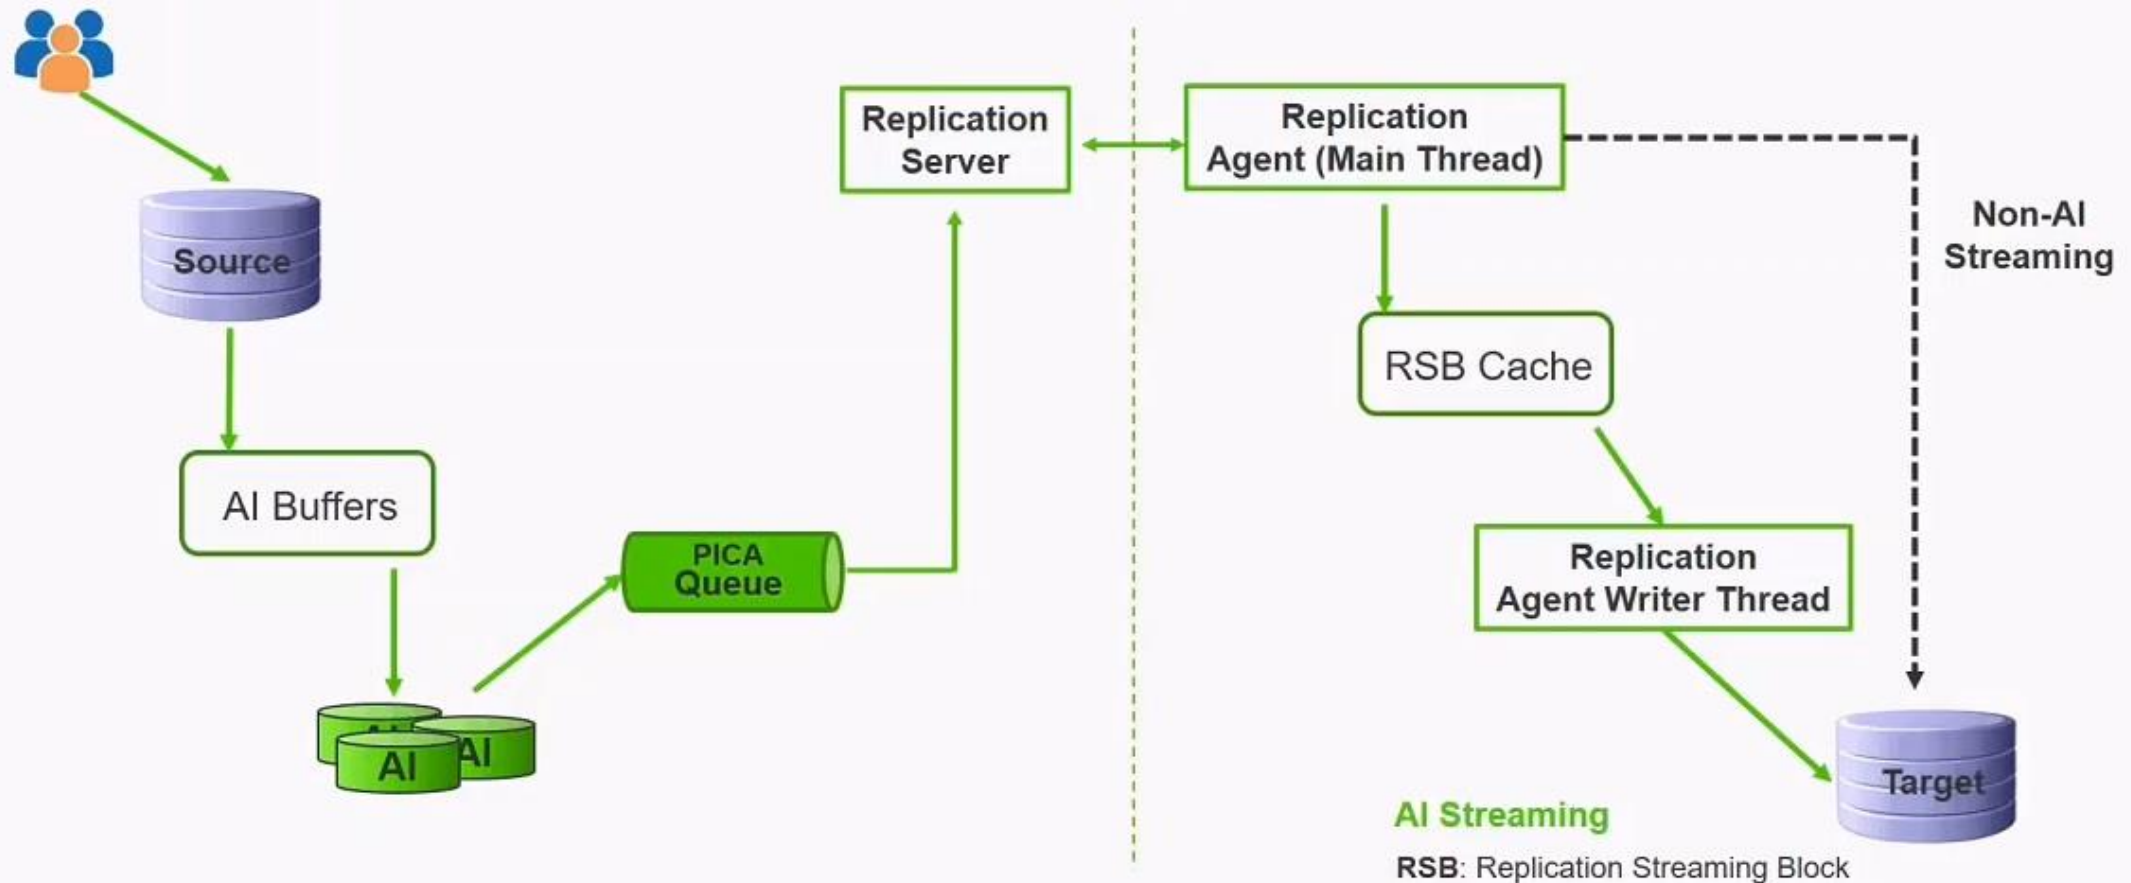 Replication
Server
Replication
Agent (Main Thread)
Non-AI
Streaming
Source
RSB Cache
AI Buffers
PICA
Queue
Replication
Agent Writer Thread
AI
AI
Target
AI Streaming
RSB: Replication Streaming Block